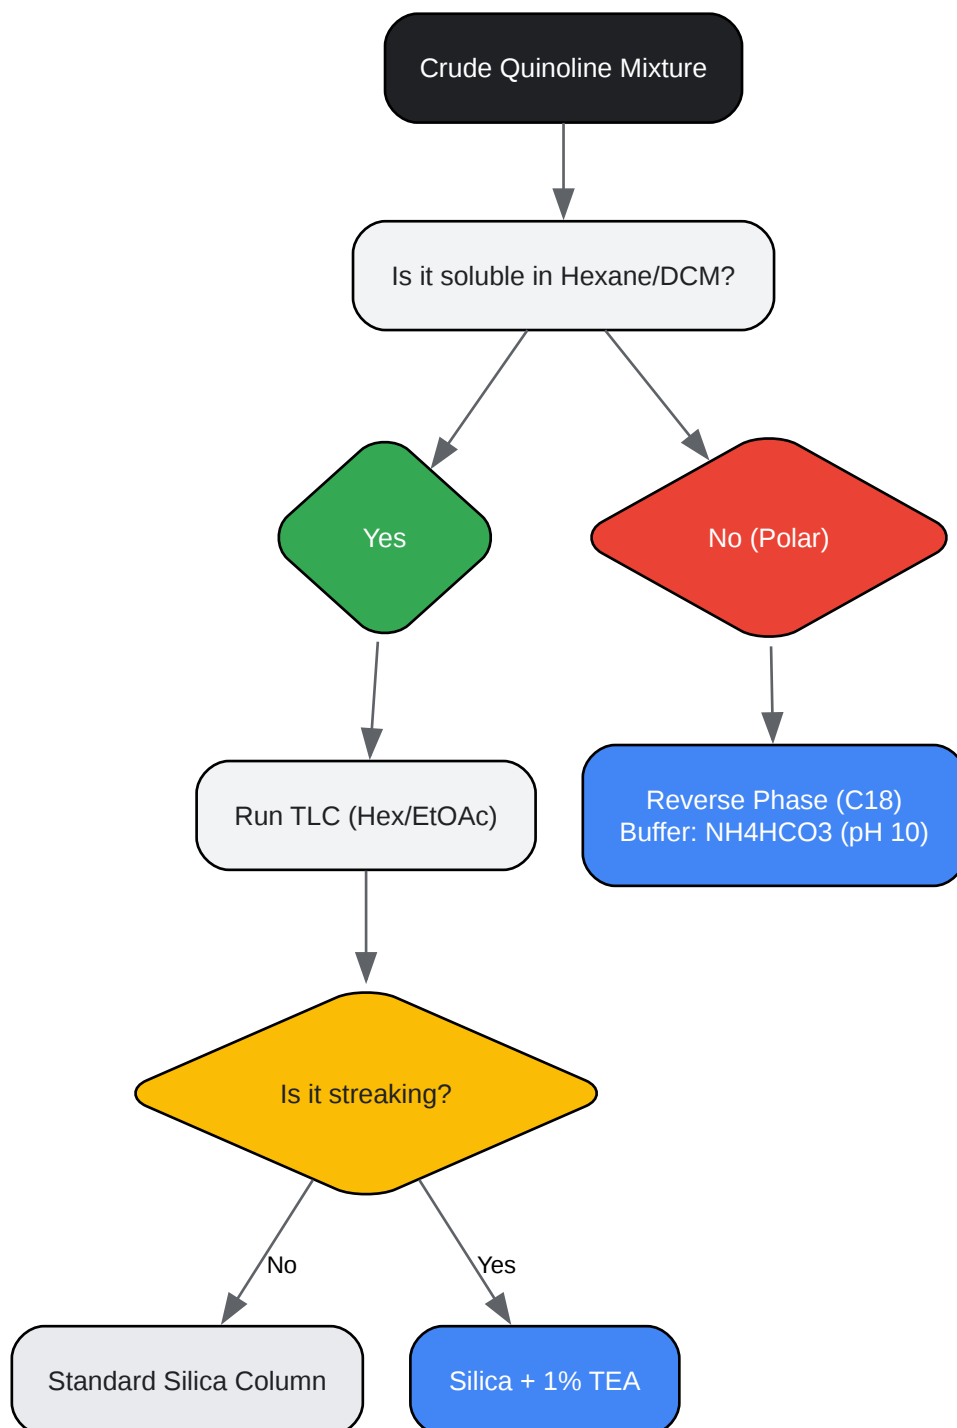 Crude Quinoline Mixture
Is it soluble in Hexane/DCM?
Yes
No (Polar)
Run TLC (Hex/EtOAc)
Reverse Phase (C18)
Buffer: NH4HCO3 (pH 10)
Is it streaking?
No
Yes
Standard Silica Column
Silica + 1% TEA